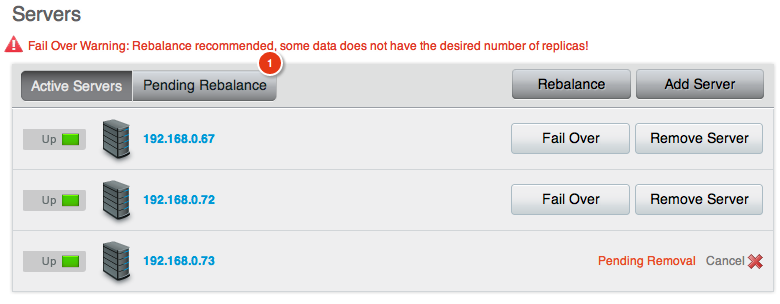 Servers
Fail Over Warning: Rebalance recommended, some data does not have the desired number of replicas!
Active Servers Pending Rebalance 1 Rebalance Add Server
Up 192.168.0.67 Fail Over Remove Server
Up 192.168.0.72 Fail Over Remove Server
Up 192.168.0.73 Pending Removal Cancel